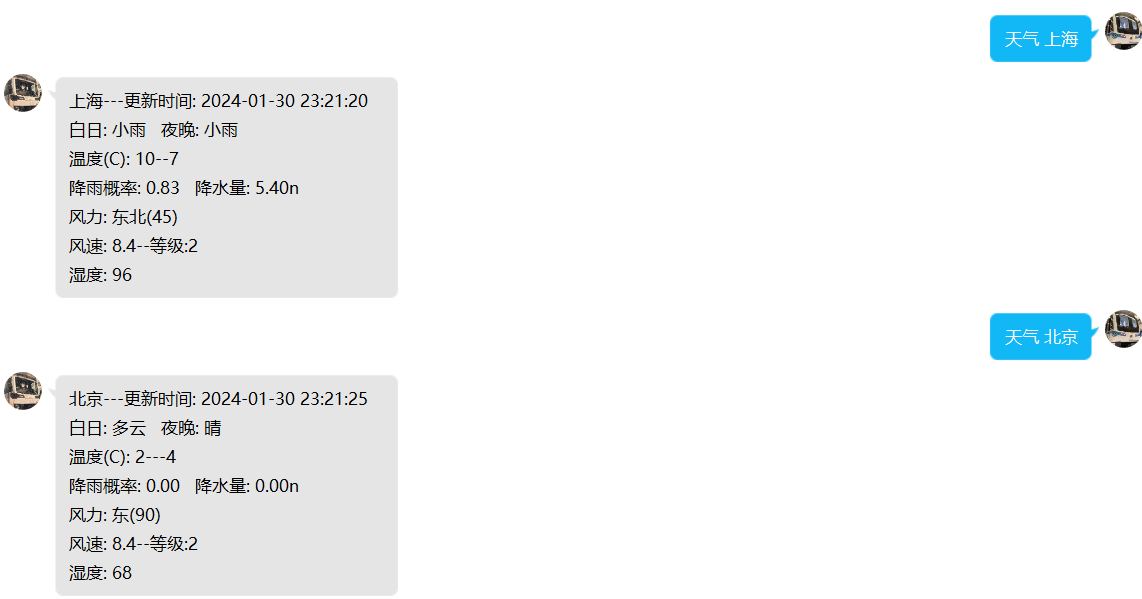 天气 上海
上海---更新时间: 2024-01-30 23:21:20
白日: 小雨 夜晚: 小雨
温度(C): 10--7
降雨概率: 0.83 降水量: 5.40n
风力: 东北(45)
风速: 8.4--等级:2
湿度: 96
天气 北京
北京---更新时间: 2024-01-30 23:21:25
白日: 多云 夜晚: 晴
温度(C): 2---4
降雨概率: 0.00 降水量: 0.00n
风力: 东(90)
风速: 8.4--等级:2
湿度: 68